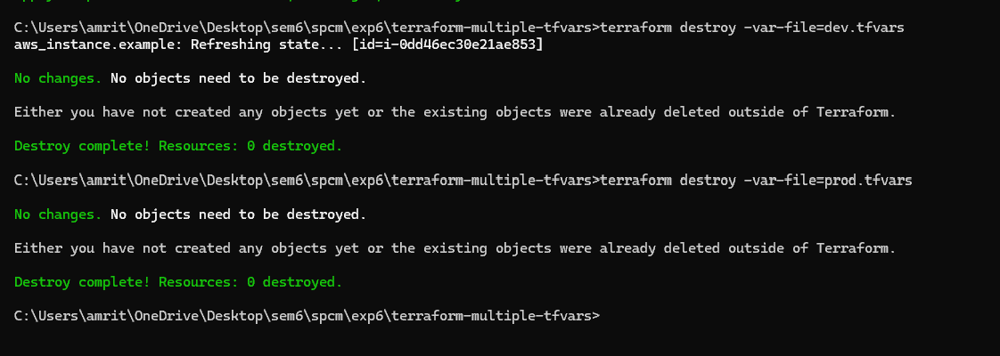 C:\Users\amrit\OneDrive\Desktop\sem6\spcm\exp6\terraform-multiple-tfvars>terraform destroy -var-file=dev.tfvars
aws_instance.example: Refreshing state... [id=i-0dd46ec30e21ae853]
No changes. No objects need to be destroyed.
Either you have not created any objects yet or the existing objects were already deleted outside of Terraform.
Destroy complete! Resources: 0 destroyed.
C:\Users\amrit\OneDrive\Desktop\sem6\spcm\exp6\terraform-multiple-tfvars>terraform destroy -var-file=prod.tfvars
No changes. No objects need to be destroyed.
Either you have not created any objects yet or the existing objects were already deleted outside of Terraform.
Destroy complete! Resources: 0 destroyed.
C:\Users\amrit\OneDrive\Desktop\sem6\spcm\exp6\terraform-multiple-tfvars>